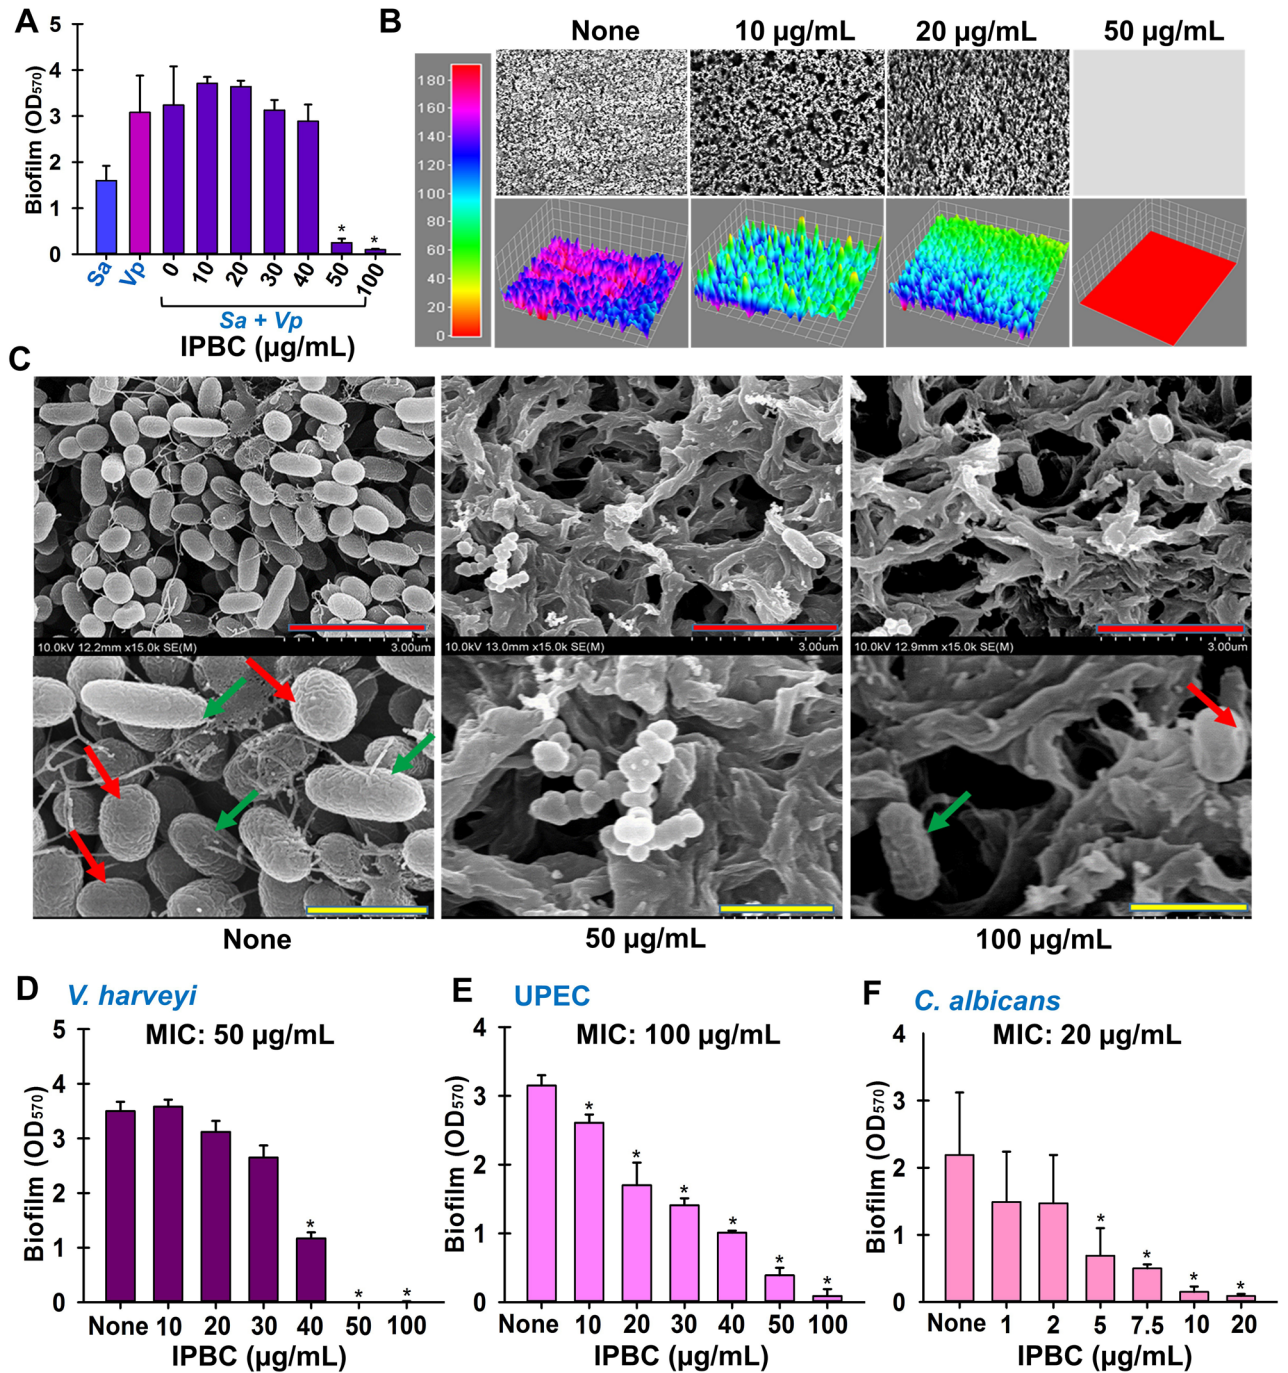 A
5
4
3
2
1
0
Biofilm (OD570)
Sa
Vp
0
10
20
30
40
50
100
*
*
Sa + Vp
IPBC (µg/mL)
B
None
10 µg/mL
20 µg/mL
50 µg/mL
180
160
140
120
100
80
60
40
20
0
C
10.0kV 12.2mm x15.0k SE(M)
3.00um
10.0kV 13.0mm x15.0k SE(M)
3.00um
10.0kV 12.9mm x15.0k SE(M)
3.00um
None
50 µg/mL
100 µg/mL
D
V. harveyi
MIC: 50 µg/mL
5
4
3
2
1
0
Biofilm (OD570)
*
*
*
None 10 20 30 40 50 100
IPBC (µg/mL)
E
UPEC
MIC: 100 µg/mL
4
3
2
1
0
Biofilm (OD570)
*
*
*
*
*
*
None 10 20 30 40 50 100
IPBC (µg/mL)
F
C. albicans
MIC: 20 µg/mL
4
3
2
1
0
Biofilm (OD570)
*
*
*
*
None 1 2 5 7.5 10 20
IPBC (µg/mL)